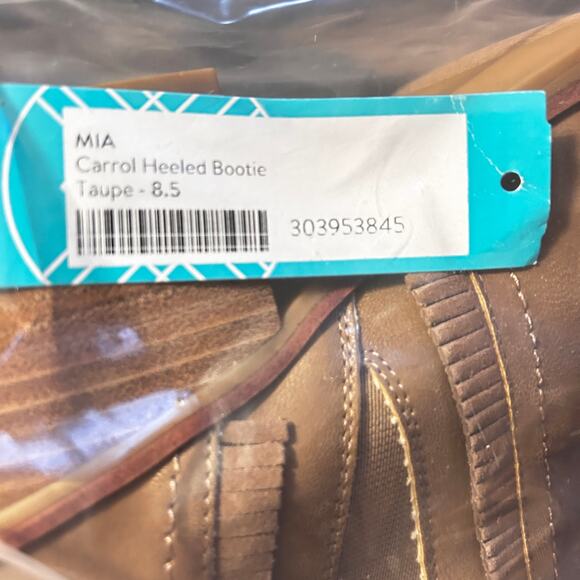 MIA
Carrol Heeled Bootie
Taupe - 8.5
303953845